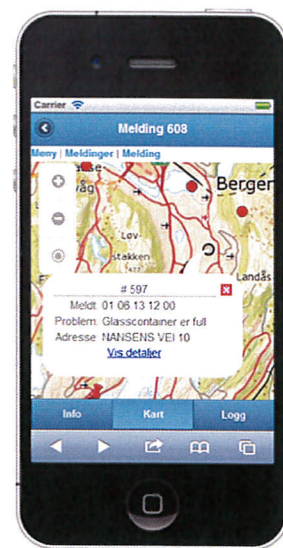 Carrier
Melding 608
Meny | Meldinger | Melding
Bergen
Løv-
stakken
477
Landås
# 597
Meldt 01 06 13 12 00
Problem Glasscontainer er full
Adresse NANSENS VEI 10
Vis detaljer
Info Kart Logg